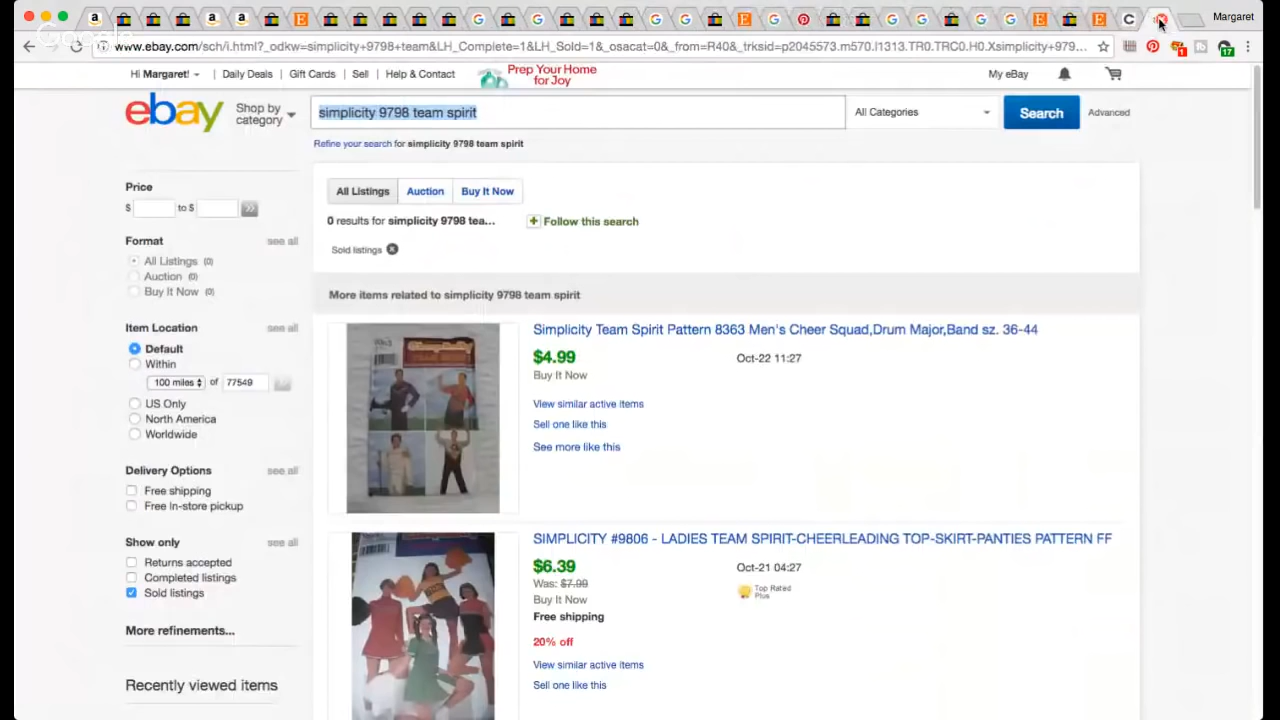 Margaret
www.ebay.com/sch/i.html?_odkw=simplicity+9798+team&LH_Complete=1&LH_Sold=1&_osacat=0&_from=R40&_trksid=p2045573.m570.l1313.TR0.TRC0.H0.Xsimplicity+979...
1
17
Hi Margaret! | Daily Deals | Gift Cards | Sell | Help & Contact
Prep Your Home
for Joy
My eBay
ebay
Shop by
category
simplicity 9798 team spirit
All Categories
Search
Advanced
Refine your search for simplicity 9798 team spirit
Price
$ to $
Format see all
All Listings (0)
Auction (0)
Buy It Now (0)
Item Location see all
Default
Within
100 miles of 77549
US Only
North America
Worldwide
Delivery Options see all
Free shipping
Free In-store pickup
Show only see all
Returns accepted
Completed listings
Sold listings
More refinements...
Recently viewed items
All Listings Auction Buy It Now
0 results for simplicity 9798 tea... + Follow this search
Sold listings
More items related to simplicity 9798 team spirit
Simplicity Team Spirit Pattern 8363 Men's Cheer Squad,Drum Major,Band sz. 36-44
$4.99 Oct-22 11:27
Buy It Now
View similar active items
Sell one like this
See more like this
SIMPLICITY #9806 - LADIES TEAM SPIRIT-CHEERLEADING TOP-SKIRT-PANTIES PATTERN FF
$6.39 Oct-21 04:27
Was: $7.99
Top Rated
Plus
Buy It Now
Free shipping
20% off
View similar active items
Sell one like this